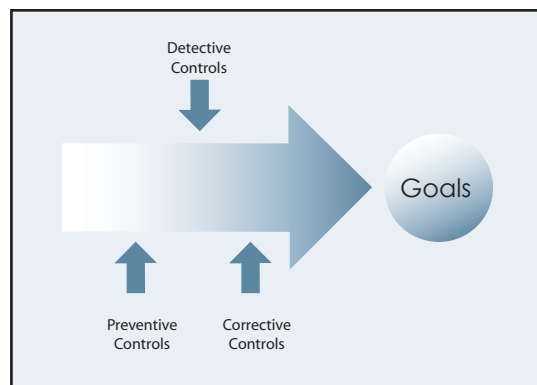 Detective
Controls
Goals
Preventive
Controls
Corrective
Controls